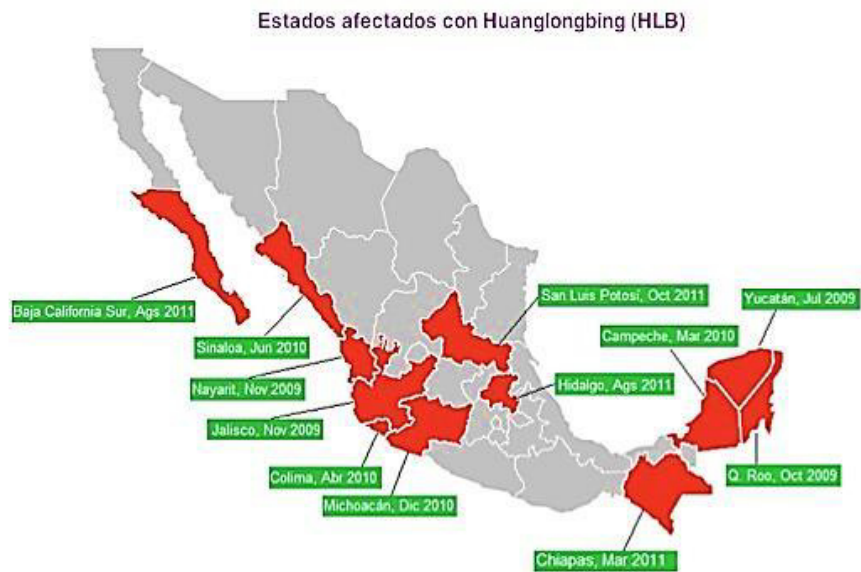 Estados afectados con Huanglongbing (HLB)
San Luis Potosí, Oct 2011
Yucatán, Jul 2009
Baja California Sur, Ags 2011
Campeche, Mar 2010
Sinaloa, Jun 2010
Nayarit, Nov 2009
Hidalgo, Ags 2011
Jalisco, Nov 2009
Colima, Abr 2010
Q. Roo, Oct 2009
Michoacán, Dic 2010
Chiapas, Mar 2011